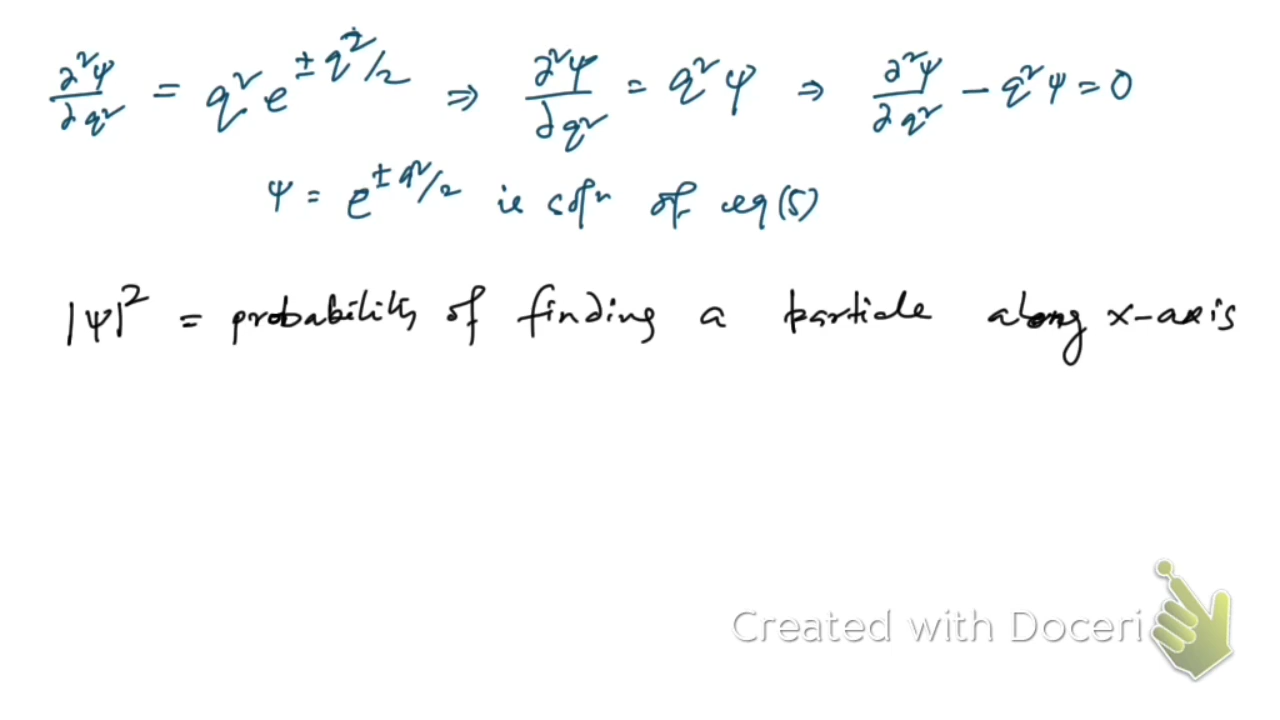 ∂²ψ/∂q² = q² e^(±q²/2) ⇒ ∂²ψ/∂q² = q²ψ ⇒ ∂²ψ/∂q² − q²ψ = 0
ψ = e^(±q²/2) is solⁿ of eq (5)
|ψ|² = probability of finding a particle along x-axis
Created with Doceri